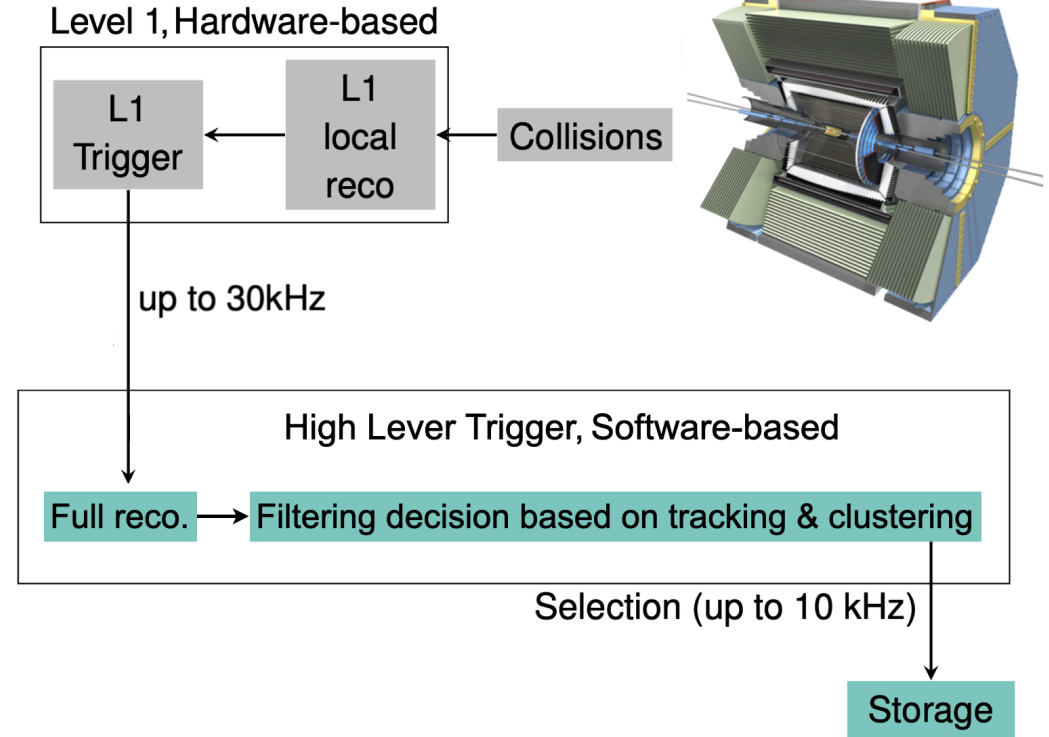 Level 1, Hardware-based
L1
Trigger
L1
local
reco
Collisions
up to 30kHz
High Lever Trigger, Software-based
Full reco.
Filtering decision based on tracking & clustering
Selection (up to 10 kHz)
Storage